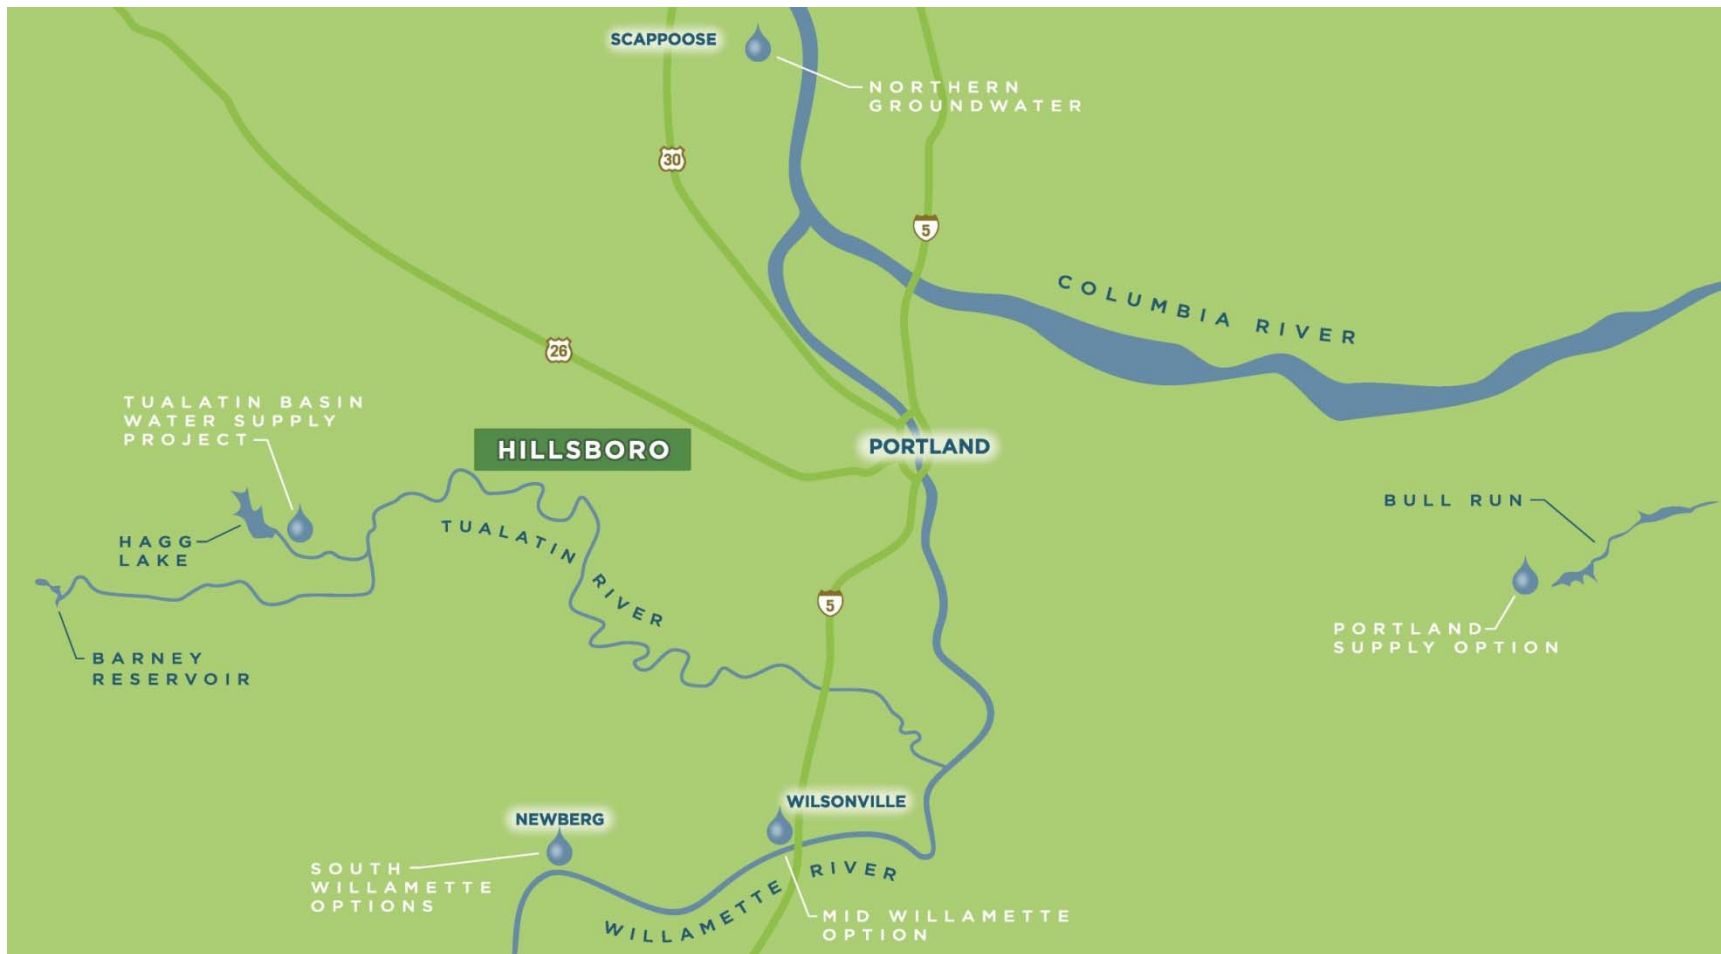 SCAPPOOSE
NORTHERN
GROUNDWATER
30
5
COLUMBIA RIVER
26
TUALATIN BASIN
WATER SUPPLY
PROJECT
HILLSBORO
PORTLAND
BULL RUN
TUALATIN RIVER
HAGG
LAKE
5
PORTLAND
SUPPLY OPTION
BARNEY
RESERVOIR
WILSONVILLE
NEWBERG
SOUTH
WILLAMETTE
OPTIONS
WILLAMETTE RIVER
MID WILLAMETTE
OPTION